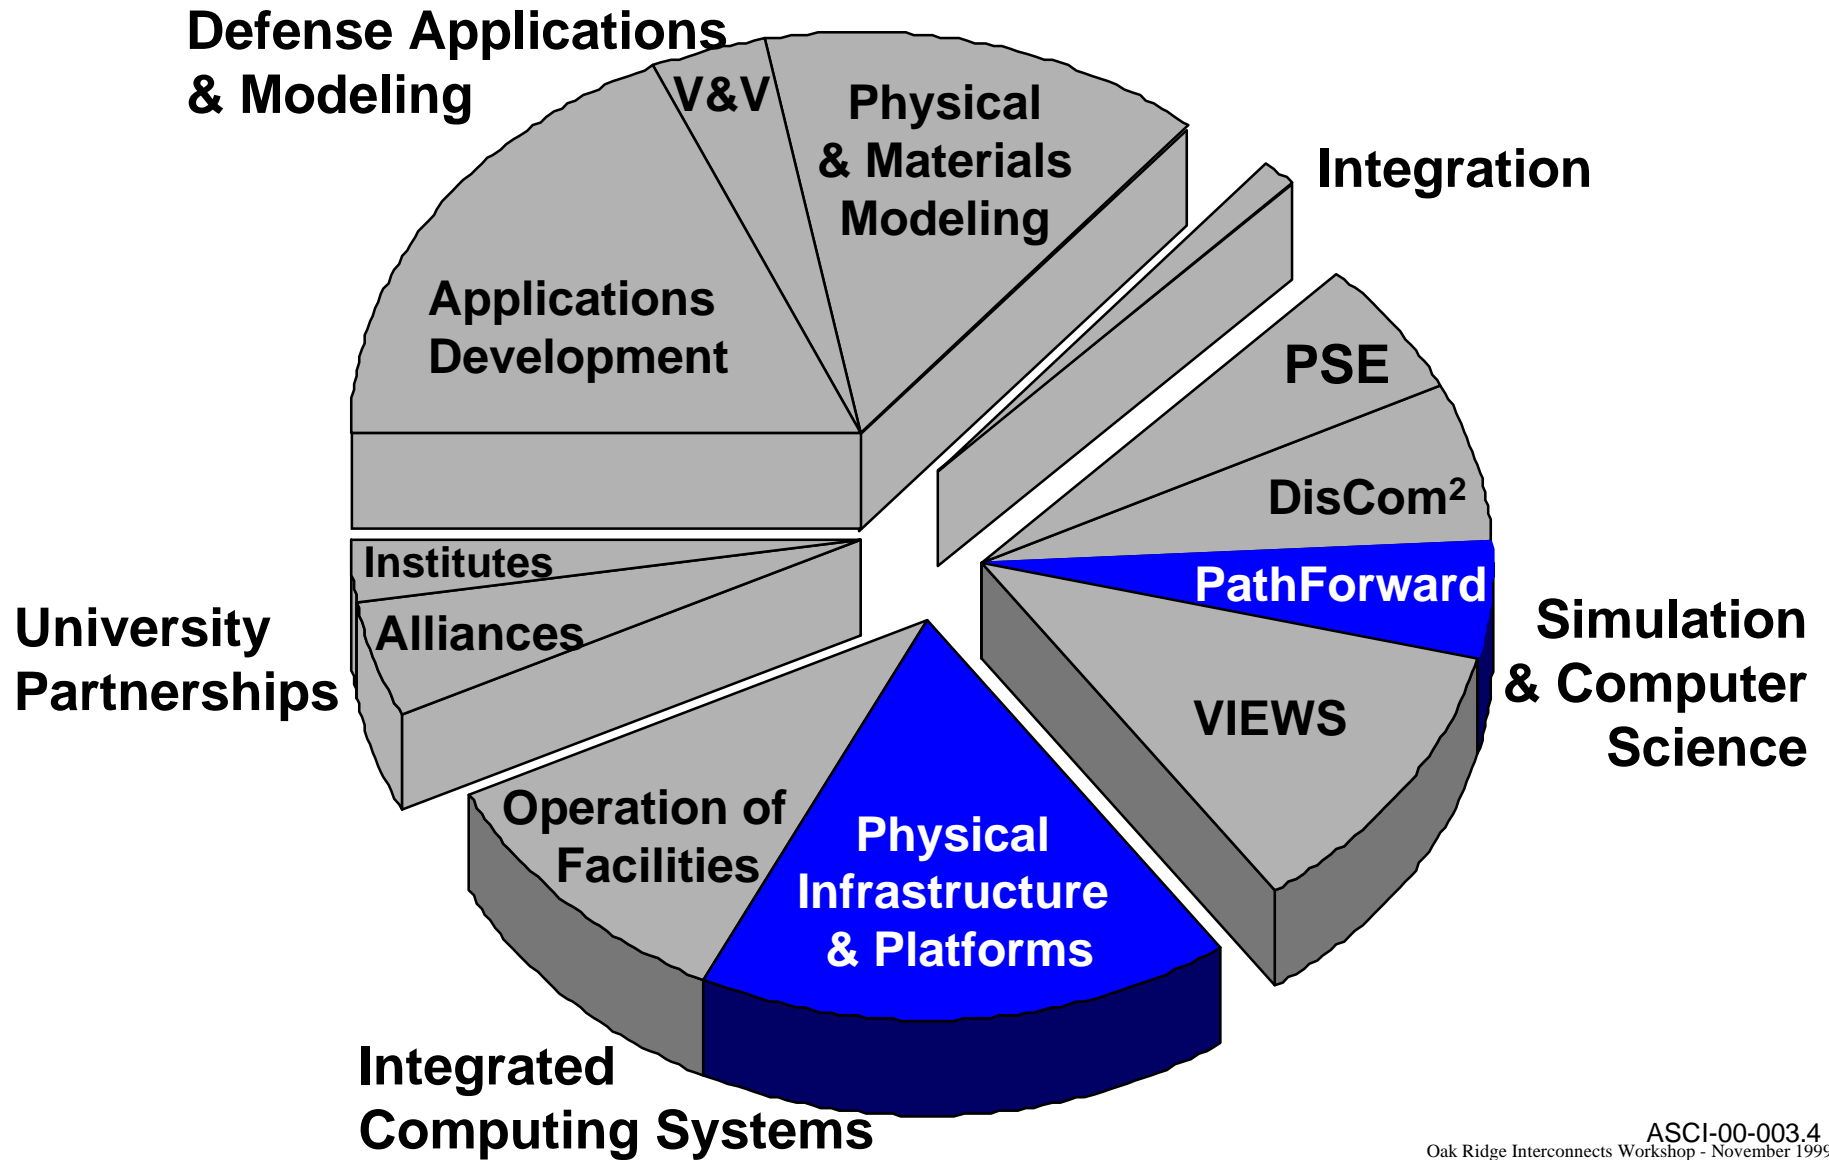 Defense Applications
& Modeling
V&V
Physical
& Materials
Modeling
Integration
Applications
Development
PSE
DisCom²
PathForward
Institutes
Alliances
University
Partnerships
Simulation
& Computer
Science
VIEWS
Operation of
Facilities
Physical
Infrastructure
& Platforms
Integrated
Computing Systems
ASCI-00-003.4
Oak Ridge Interconnects Workshop - November 1999